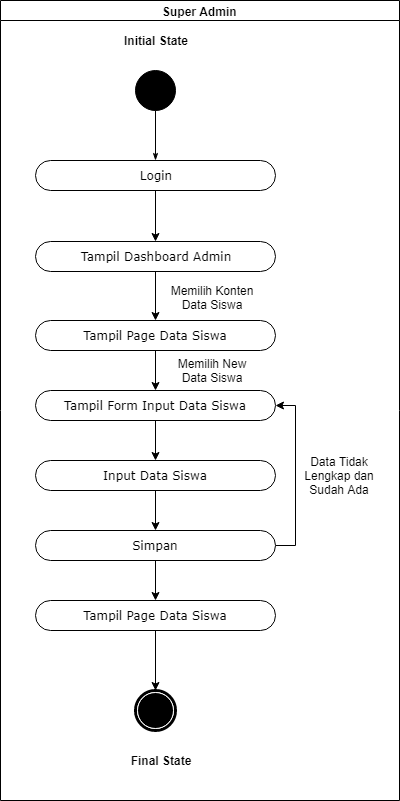 Super Admin
Initial State
Login
Tampil Dashboard Admin
Memilih Konten
Data Siswa
Tampil Page Data Siswa
Memilih New
Data Siswa
Tampil Form Input Data Siswa
Data Tidak
Lengkap dan
Sudah Ada
Input Data Siswa
Simpan
Tampil Page Data Siswa
Final State